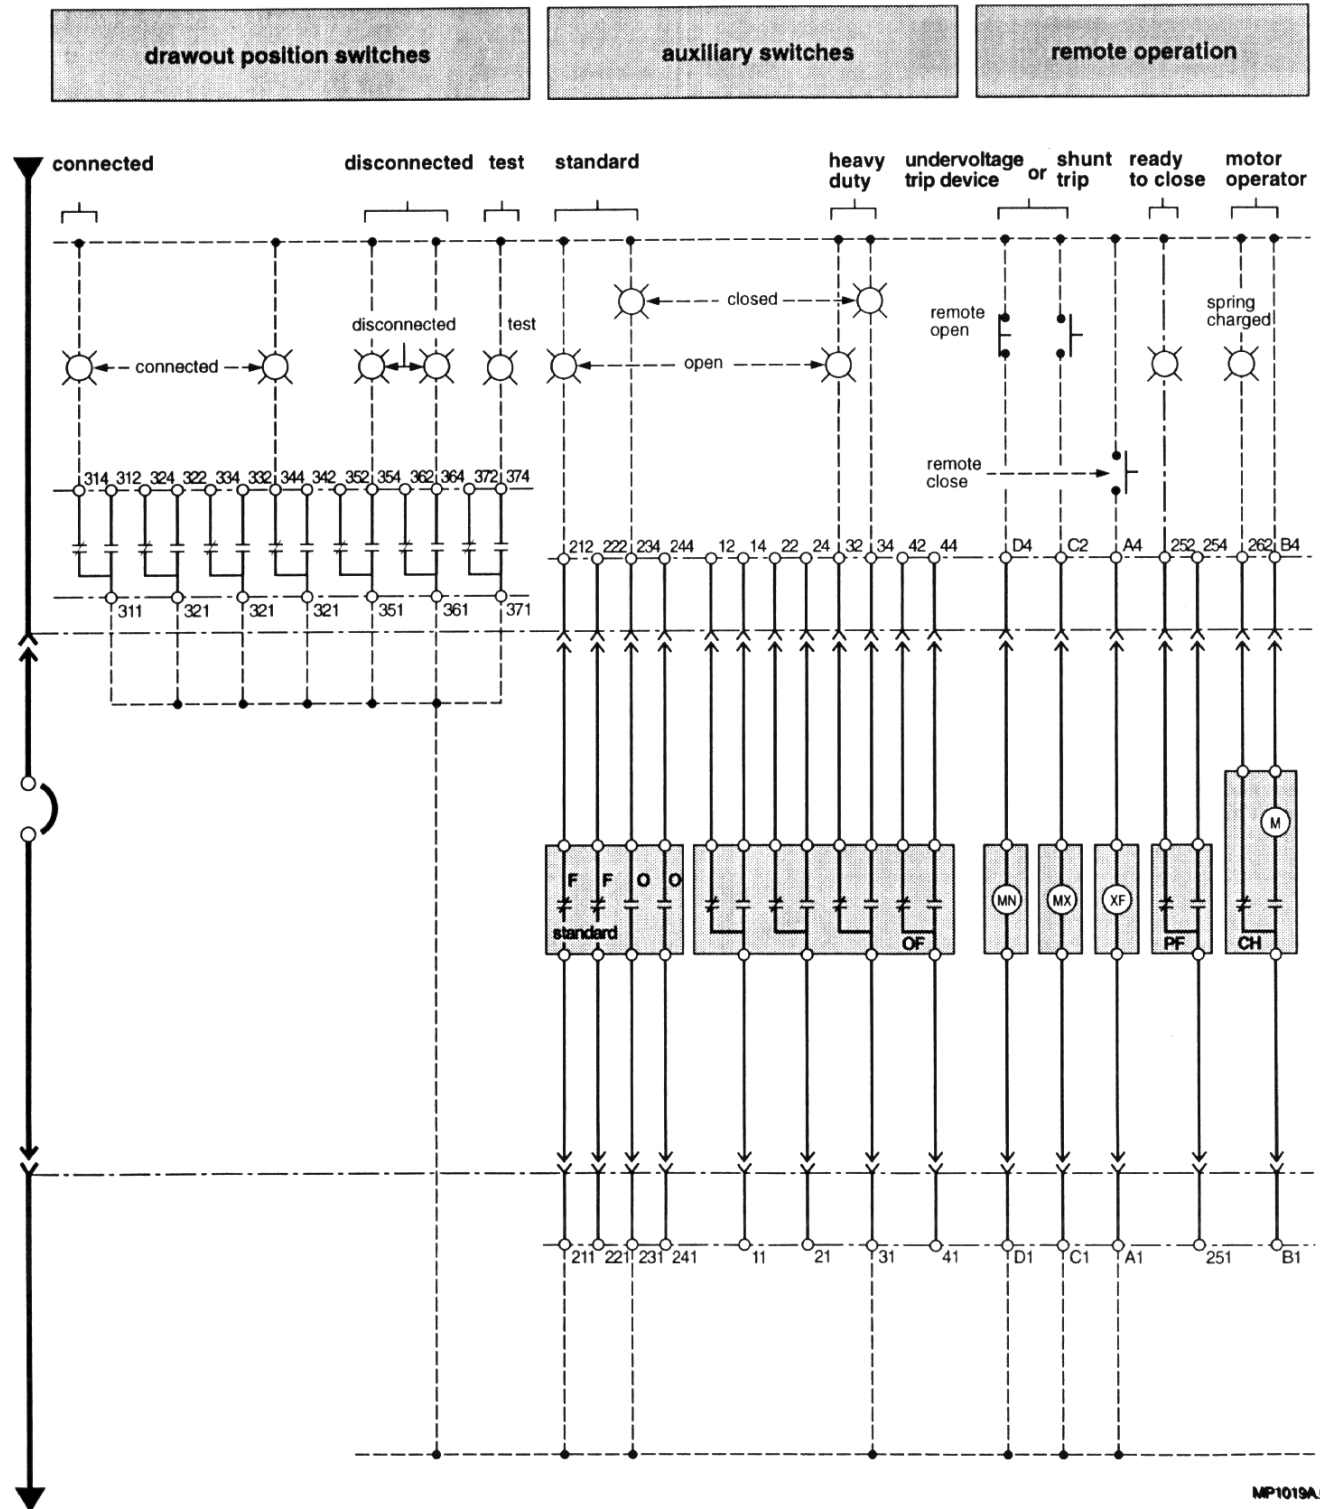 drawout position switches auxiliary switches remote operation
connected disconnected test standard heavy duty undervoltage trip device or shunt trip ready to close motor operator
closed
remote open
spring charged
disconnected test
connected open
remote close
314 312 324 322 334 332 344 342 352 354 362 364 372 374
212 222 234 244 12 14 22 24 32 34 42 44 D4 C2 A4 252 254 262 B4
311 321 321 321 351 361 371
M
F F O O
MN MX XF
standard
OF PF CH
211 221 231 241 11 21 31 41 D1 C1 A1 251 B1
MP1019A